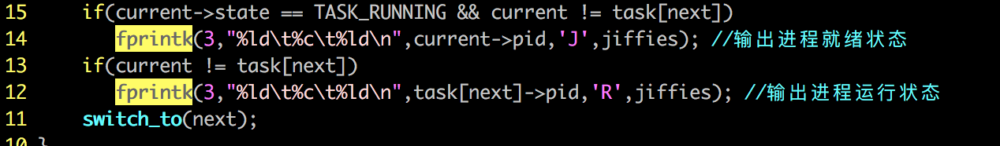 15     if(current->state == TASK_RUNNING && current != task[next])
14        fprintk(3,"%ld\t%c\t%ld\n",current->pid,'J',jiffies); //输出进程就绪状态
13     if(current != task[next])
12        fprintk(3,"%ld\t%c\t%ld\n",task[next]->pid,'R',jiffies); //输出进程运行状态
11     switch_to(next);
10 }